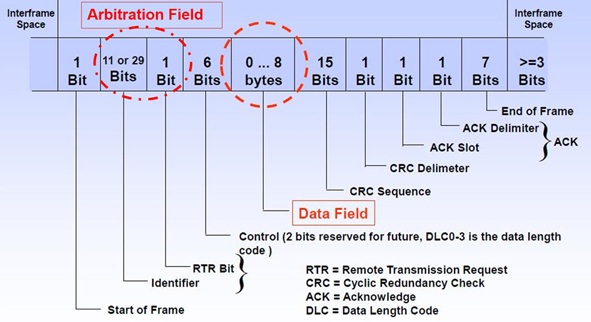 Interframe
Space
Arbitration Field
Interframe
Space
1
Bit
11 or 29
Bits
1
Bit
6
Bits
0 ... 8
bytes
15
Bits
1
Bit
1
Bit
1
Bit
7
Bits
>=3
Bits
End of Frame
ACK Delimiter
ACK
ACK Slot
CRC Delimeter
CRC Sequence
Data Field
Control (2 bits reserved for future, DLC0-3 is the data length
code )
RTR Bit
Identifier
Start of Frame
RTR = Remote Transmission Request
CRC = Cyclic Redundancy Check
ACK = Acknowledge
DLC = Data Length Code